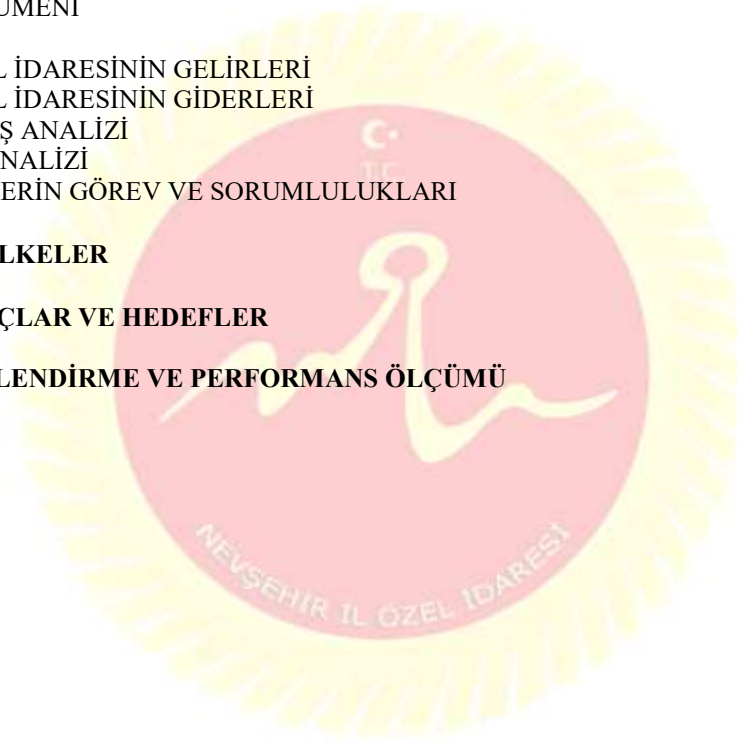 UMENİ
L İDARESİNİN GELİRLERİ
L İDARESİNİN GİDERLERİ
Ş ANALİZİ
NALİZİ
ERİN GÖREV VE SORUMLULUKLARI
LKELER
ÇLAR VE HEDEFLER
LENDİRME VE PERFORMANS ÖLÇÜMÜ
T.C.
NEVŞEHİR İL ÖZEL İDARESİ